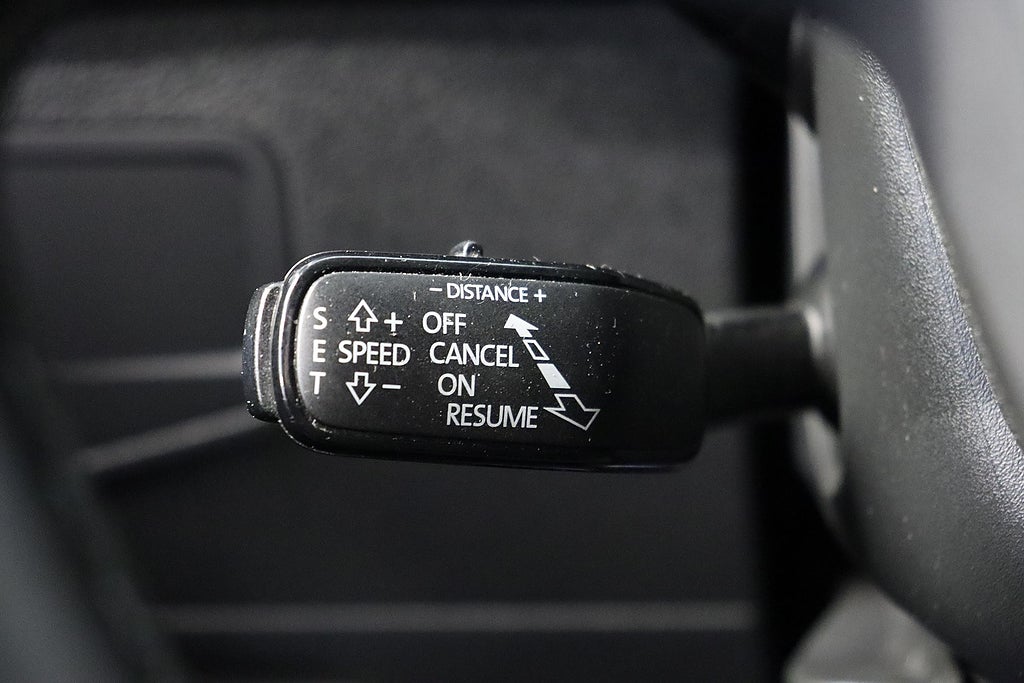 − DISTANCE +
S + OFF
E SPEED CANCEL
T − ON
RESUME